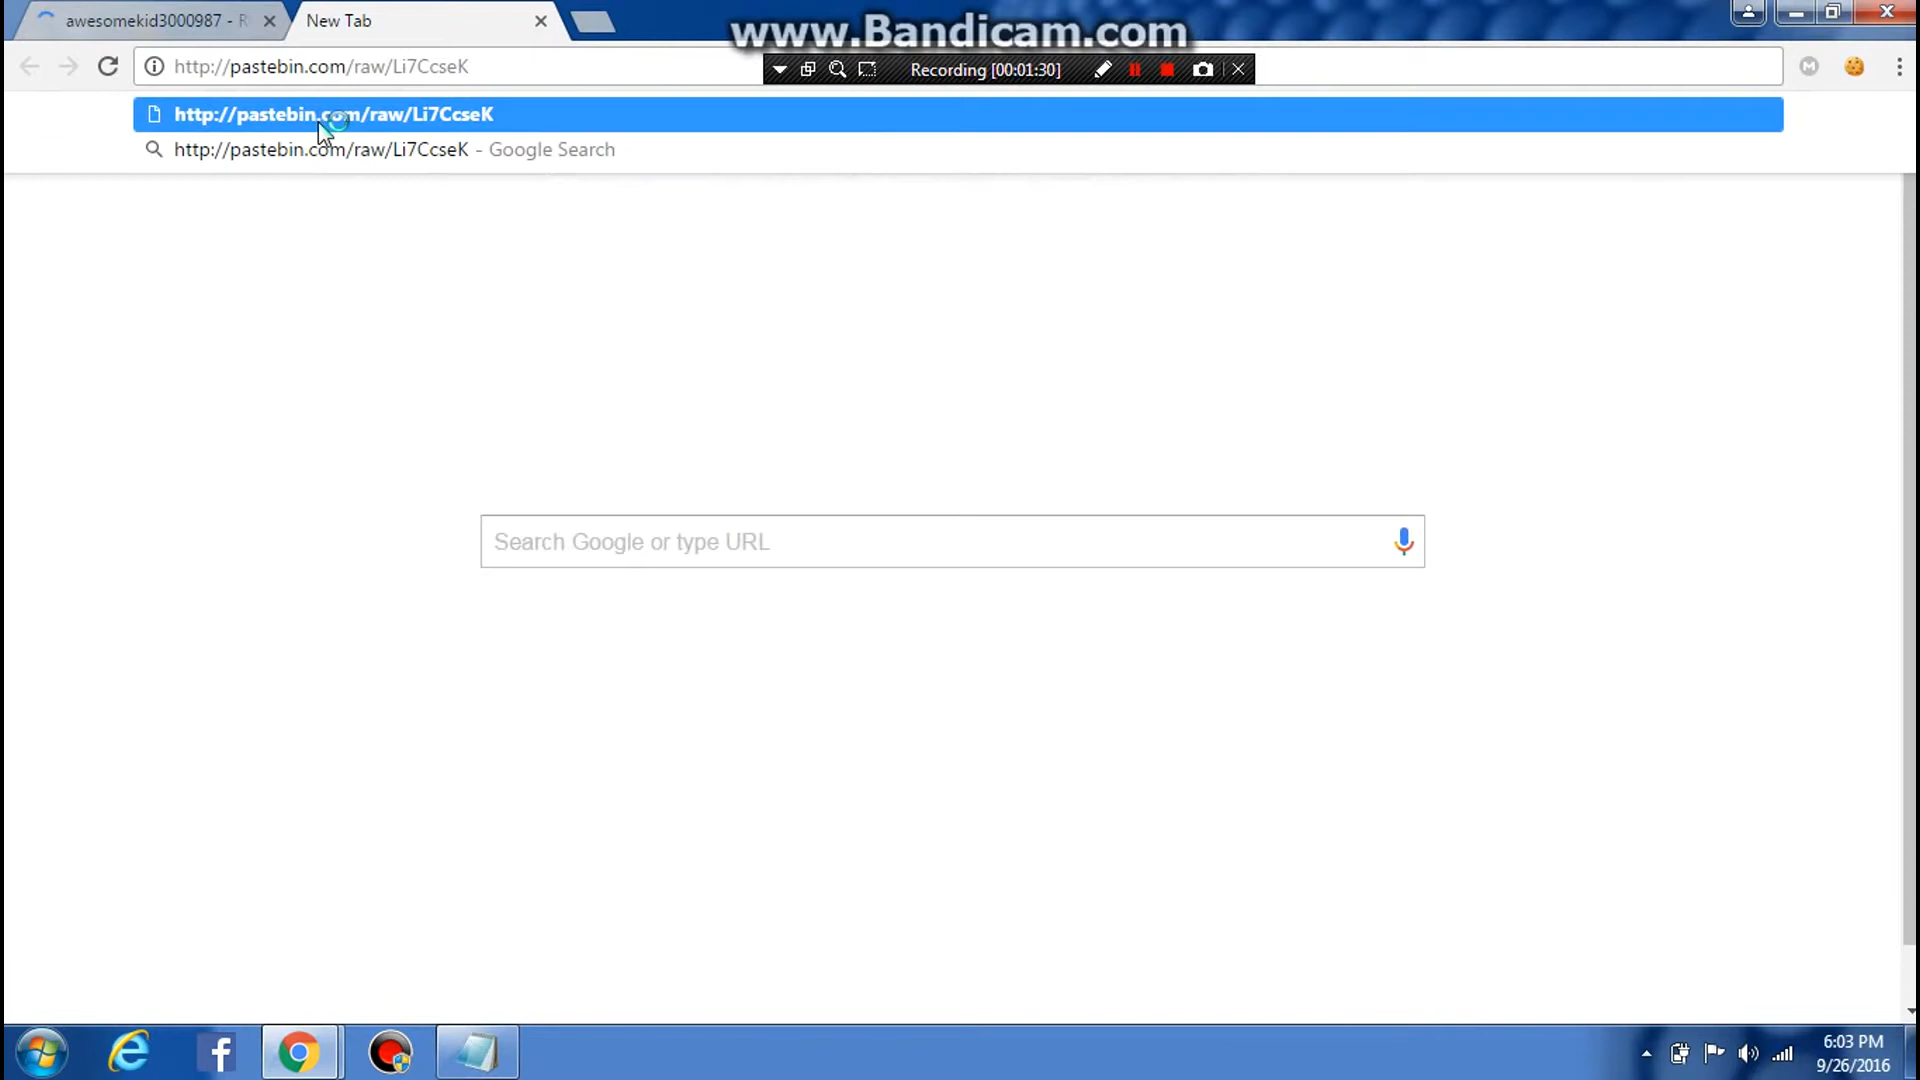 www.Bandicam.com
awesomekid3000987 - R
New Tab
http://pastebin.com/raw/Li7CcseK
Recording [00:01:30]
http://pastebin.com/raw/Li7CcseK
http://pastebin.com/raw/Li7CcseK - Google Search
Search Google or type URL
6:03 PM
9/26/2016